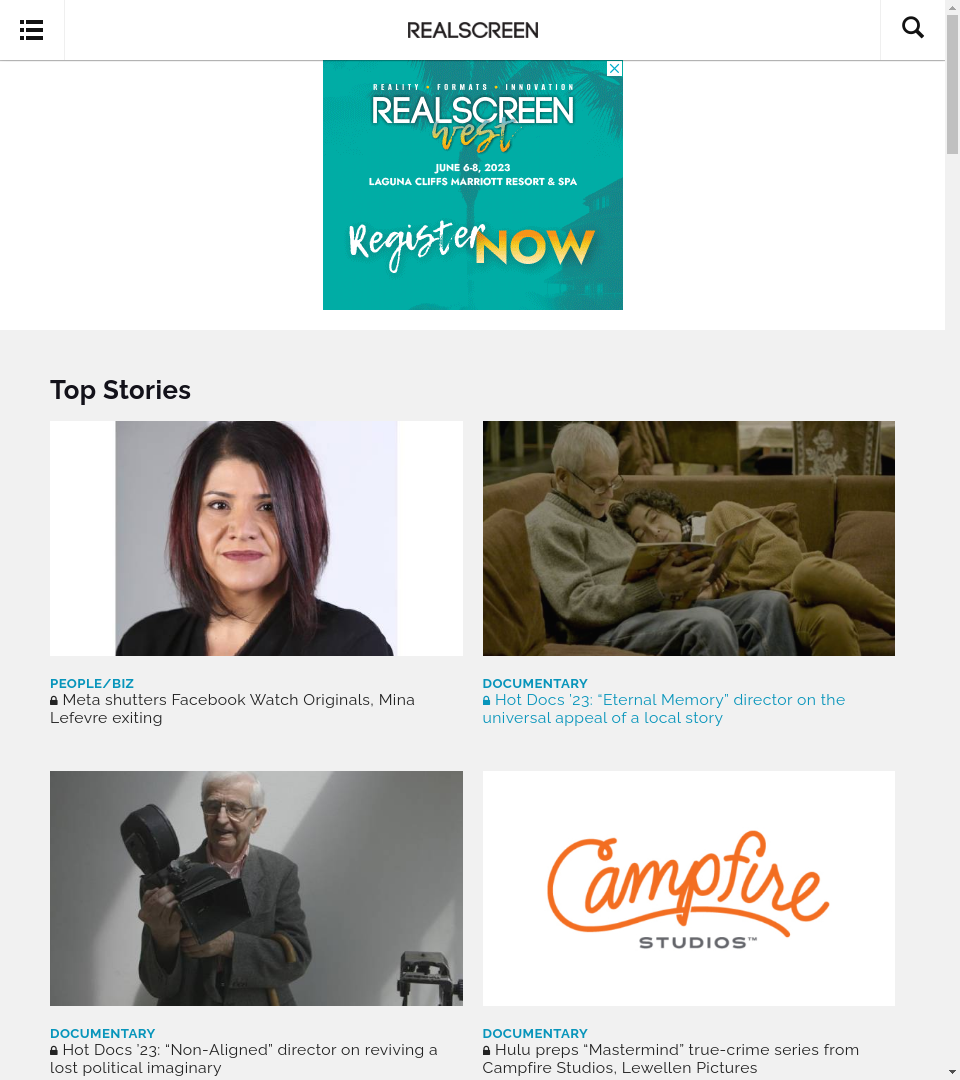 REALSCREEN
REALITY • FORMATS • INNOVATION
REALSCREEN
west
JUNE 6-8, 2023
LAGUNA CLIFFS MARRIOTT RESORT & SPA
Register NOW
Top Stories
PEOPLE/BIZ
Meta shutters Facebook Watch Originals, Mina
Lefevre exiting
DOCUMENTARY
Hot Docs ’23: “Eternal Memory” director on the
universal appeal of a local story
Campfire
STUDIOS™
DOCUMENTARY
Hot Docs ’23: “Non-Aligned” director on reviving a
lost political imaginary
DOCUMENTARY
Hulu preps “Mastermind” true-crime series from
Campfire Studios, Lewellen Pictures